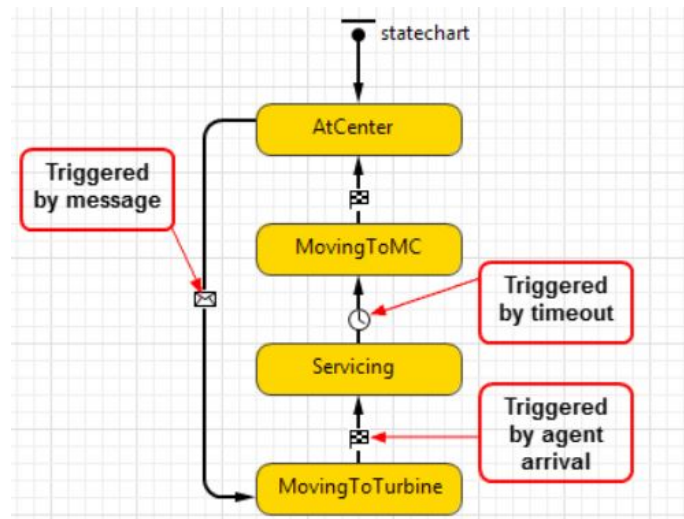 statechart
AtCenter
Triggered
by message
MovingToMC
Triggered
by timeout
Servicing
Triggered
by agent
arrival
MovingToTurbine